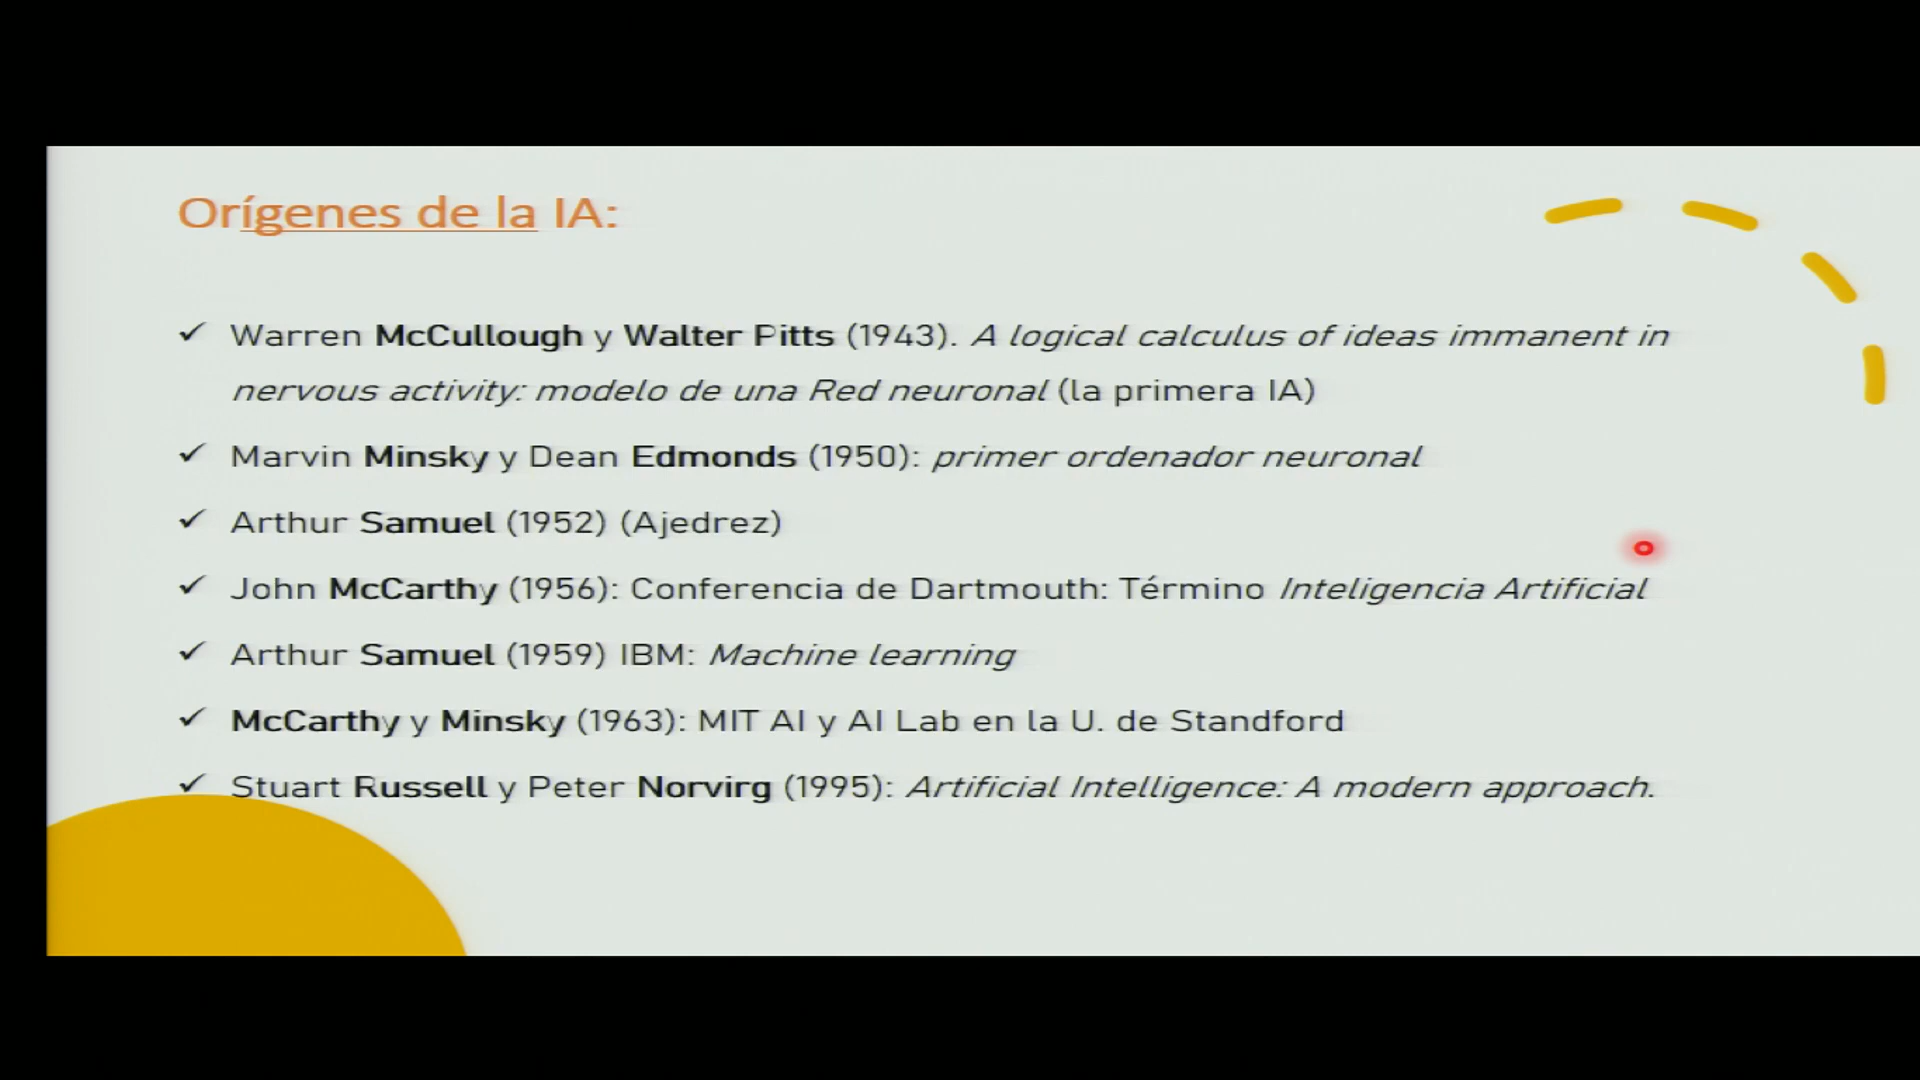 Orígenes de la IA:
✓ Warren McCullough y Walter Pitts (1943). A logical calculus of ideas immanent in
nervous activity: modelo de una Red neuronal (la primera IA)
✓ Marvin Minsky y Dean Edmonds (1950): primer ordenador neuronal
✓ Arthur Samuel (1952) (Ajedrez)
✓ John McCarthy (1956): Conferencia de Dartmouth: Término Inteligencia Artificial
✓ Arthur Samuel (1959) IBM: Machine learning
✓ McCarthy y Minsky (1963): MIT AI y AI Lab en la U. de Standford
✓ Stuart Russell y Peter Norvirg (1995): Artificial Intelligence: A modern approach.